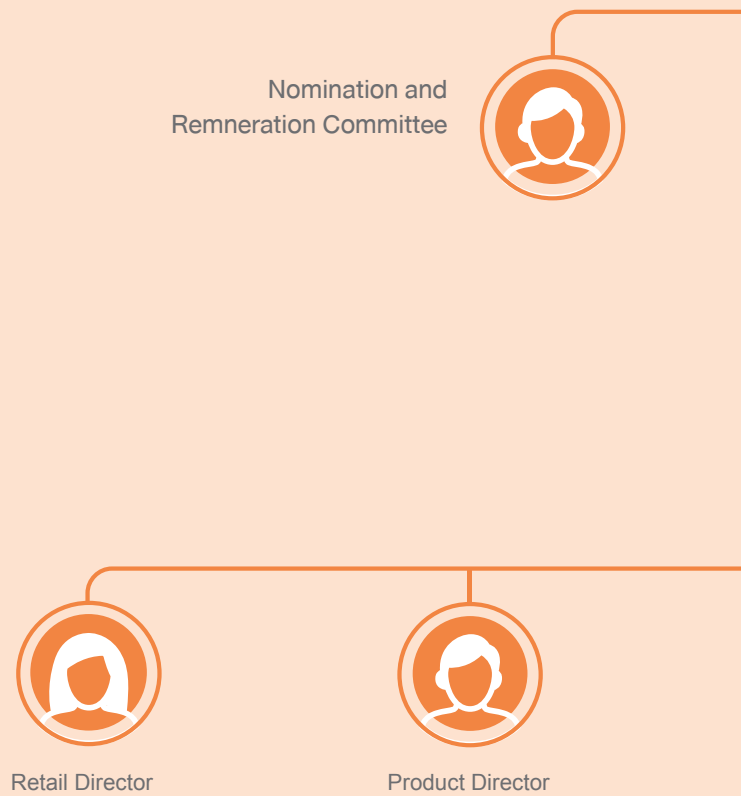 Nomination and
Remneration Committee
Retail Director
Product Director